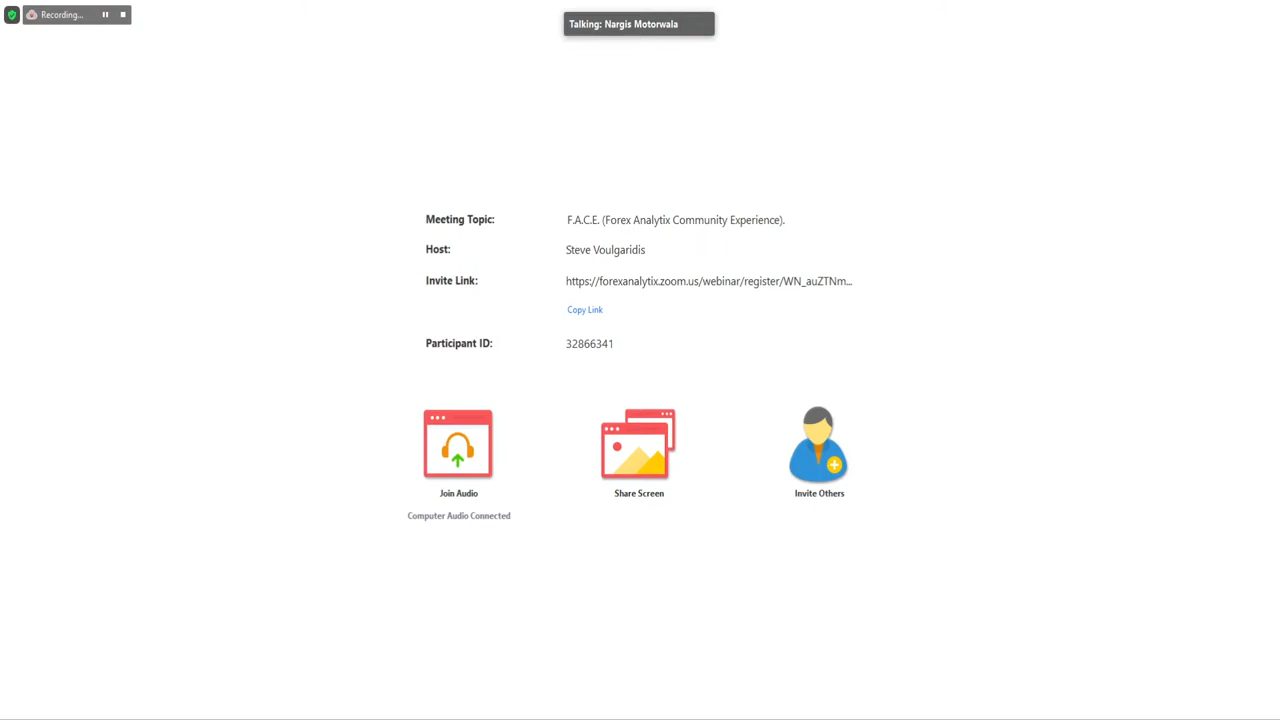 Recording...
Talking: Nargis Motorwala
Meeting Topic: F.A.C.E. (Forex Analytix Community Experience).
Host: Steve Voulgaridis
Invite Link: https://forexanalytix.zoom.us/webinar/register/WN_auZTNm...
Copy Link
Participant ID: 32866341
Join Audio Share Screen Invite Others
Computer Audio Connected